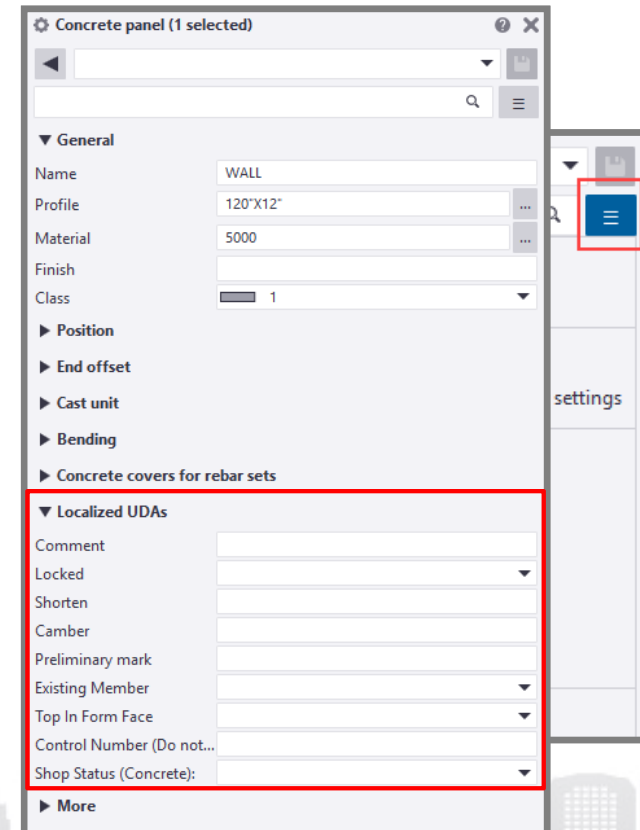 Concrete panel (1 selected)
General
Name WALL
Profile 120"X12" ...
Material 5000 ...
Finish
Class 1
Position
End offset
Cast unit
settings
Bending
Concrete covers for rebar sets
Localized UDAs
Comment
Locked
Shorten
Camber
Preliminary mark
Existing Member
Top In Form Face
Control Number (Do not...
Shop Status (Concrete):
More